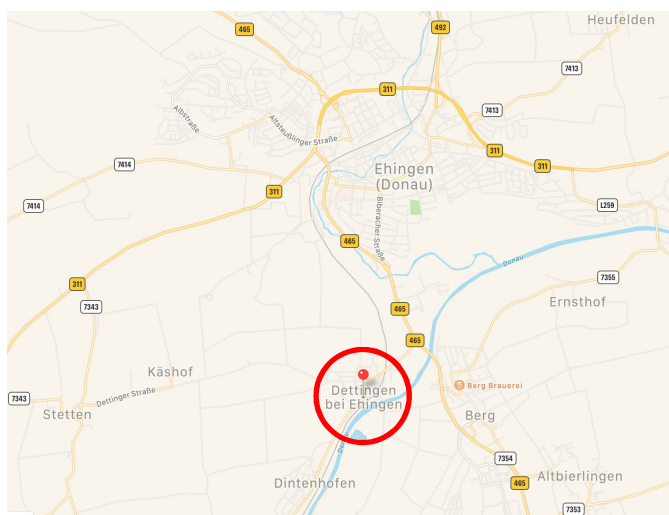 Heufelden
465
492
7413
311
Albstraße
Altsteußlinger Straße
7413
311
7414
311
Ehingen
(Donau)
311
7414
Biberacher Straße
L259
465
Donau
311
7355
7343
Ernsthof
465
465
Käshof
Dettinger Straße
Dettingen
bei Ehingen
Berg Brauerei
7343
Stetten
Berg
Donau
7354
Dintenhofen
465
Altbierlingen
7353